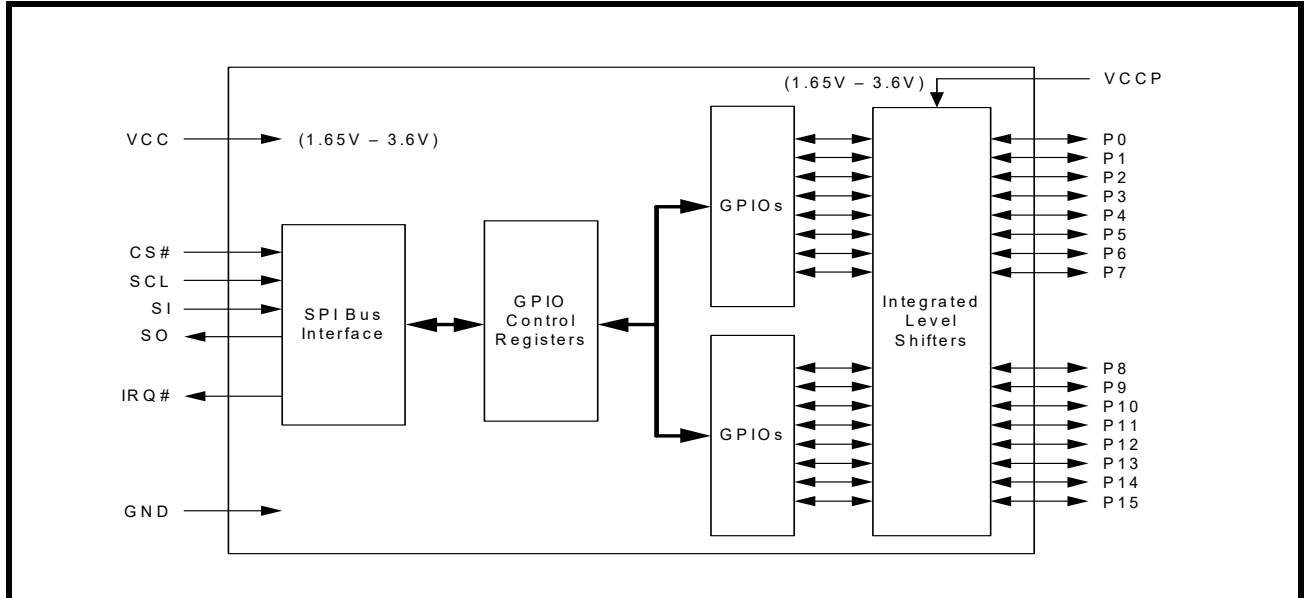 (1.65V – 3.6V)
VCCP
VCC
(1.65V – 3.6V)
CS#
SCL
SI
SO
IRQ#
GND
SPI Bus
Interface
GPIO
Control
Registers
GPIOs
GPIOs
Integrated
Level
Shifters
P0
P1
P2
P3
P4
P5
P6
P7
P8
P9
P10
P11
P12
P13
P14
P15